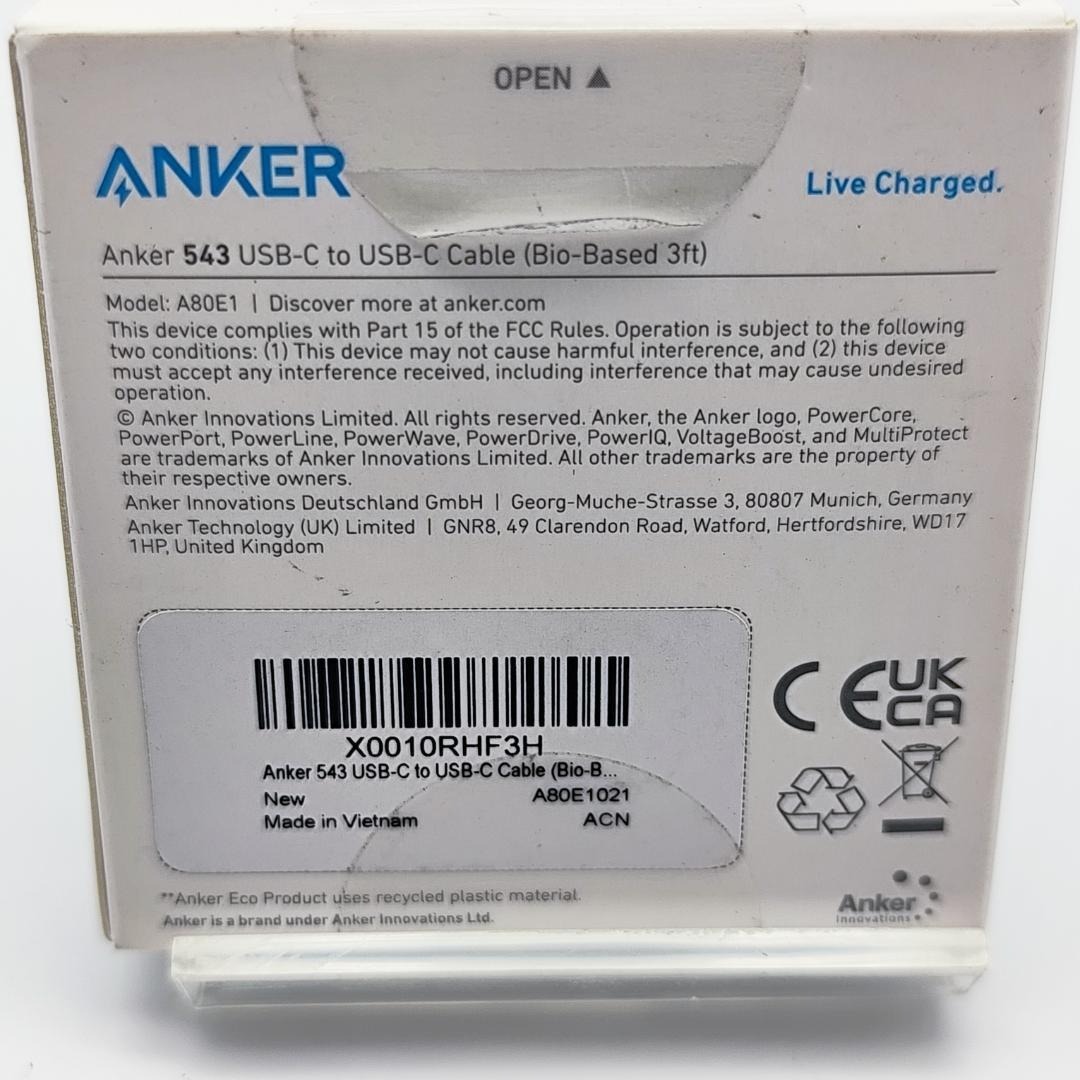 OPEN ▲
ANKER
Live Charged.
Anker 543 USB-C to USB-C Cable (Bio-Based 3ft)
Model: A80E1 | Discover more at anker.com
This device complies with Part 15 of the FCC Rules. Operation is subject to the following
two conditions: (1) This device may not cause harmful interference, and (2) this device
must accept any interference received, including interference that may cause undesired
operation.
© Anker Innovations Limited. All rights reserved. Anker, the Anker logo, PowerCore,
PowerPort, PowerLine, PowerWave, PowerDrive, PowerIQ, VoltageBoost, and MultiProtect
are trademarks of Anker Innovations Limited. All other trademarks are the property of
their respective owners.
Anker Innovations Deutschland GmbH | Georg-Muche-Strasse 3, 80807 Munich, Germany
Anker Technology (UK) Limited | GNR8, 49 Clarendon Road, Watford, Hertfordshire, WD17
1HP, United Kingdom
X0010RHF3H
Anker 543 USB-C to USB-C Cable (Bio-B...
New A80E1021
Made in Vietnam ACN
CE UK
CA
**Anker Eco Product uses recycled plastic material.
Anker is a brand under Anker Innovations Ltd.
Anker
Innovations